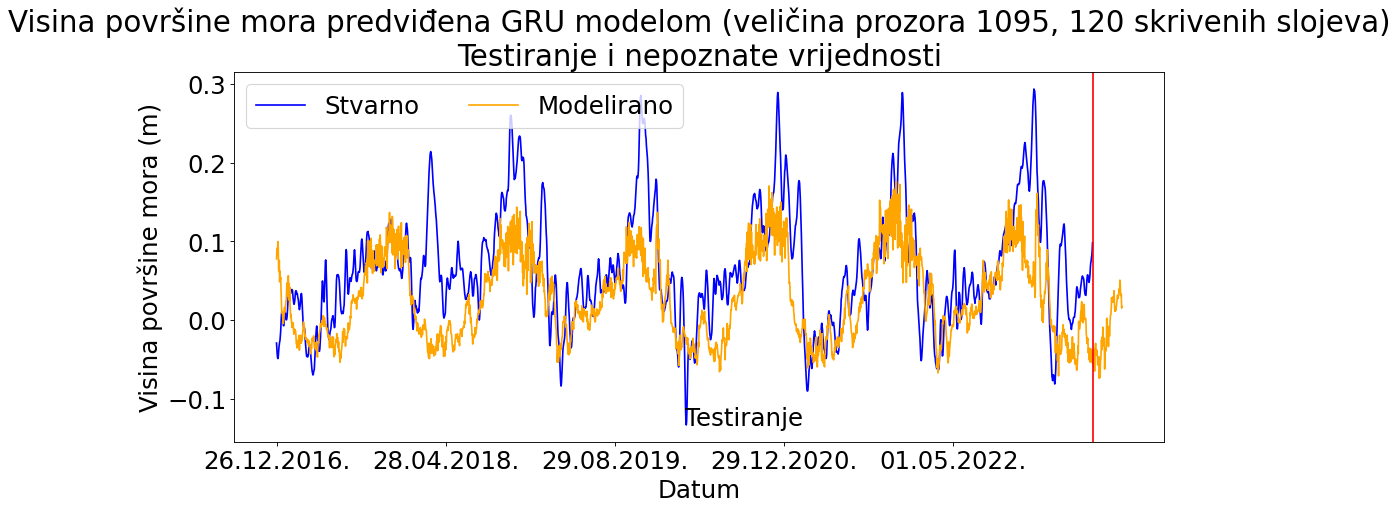 Visina površine mora predviđena GRU modelom (veličina prozora 1095, 120 skrivenih slojeva)
Testiranje i nepoznate vrijednosti
Stvarno Modelirano
Visina površine mora (m)
0.3
0.2
0.1
0.0
−0.1
Testiranje
26.12.2016. 28.04.2018. 29.08.2019. 29.12.2020. 01.05.2022.
Datum